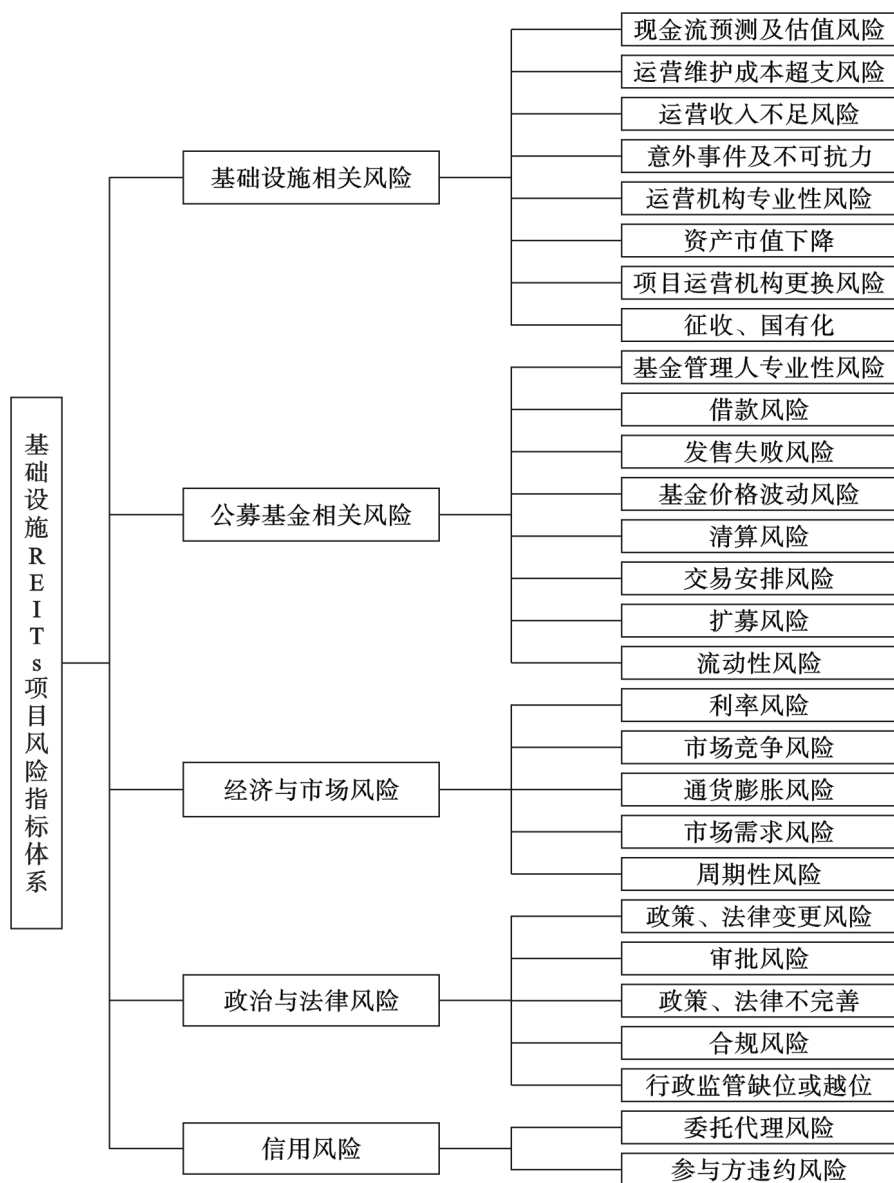 基础设施REITs项目风险指标体系
基础设施相关风险
现金流预测及估值风险
运营维护成本超支风险
运营收入不足风险
意外事件及不可抗力
运营机构专业性风险
资产市值下降
项目运营机构更换风险
征收、国有化
公募基金相关风险
基金管理人专业性风险
借款风险
发售失败风险
基金价格波动风险
清算风险
交易安排风险
扩募风险
流动性风险
经济与市场风险
利率风险
市场竞争风险
通货膨胀风险
市场需求风险
周期性风险
政治与法律风险
政策、法律变更风险
审批风险
政策、法律不完善
合规风险
行政监管缺位或越位
信用风险
委托代理风险
参与方违约风险